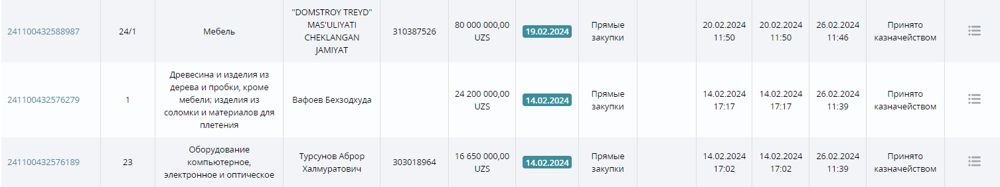 241100432588987
24/1
Мебель
"DOMSTROY TREYD"
MAS'ULIYATI
CHEKLANGAN
JAMIYAT
310387526
80 000 000,00
UZS
19.02.2024
Прямые
закупки
20.02.2024
11:50
20.02.2024
11:50
26.02.2024
11:46
Принято
казначейством
241100432576279
1
Древесина и изделия из
дерева и пробки, кроме
мебели; изделия из
соломки и материалов для
плетения
Вафоев Бехзодхуда
24 200 000,00
UZS
14.02.2024
Прямые
закупки
14.02.2024
17:17
14.02.2024
17:17
26.02.2024
11:39
Принято
казначейством
241100432576189
23
Оборудование
компьютерное,
электронное и оптическое
Турсунов Аброр
Халмуратович
303018964
16 650 000,00
UZS
14.02.2024
Прямые
закупки
14.02.2024
17:02
14.02.2024
17:02
26.02.2024
11:39
Принято
казначейством